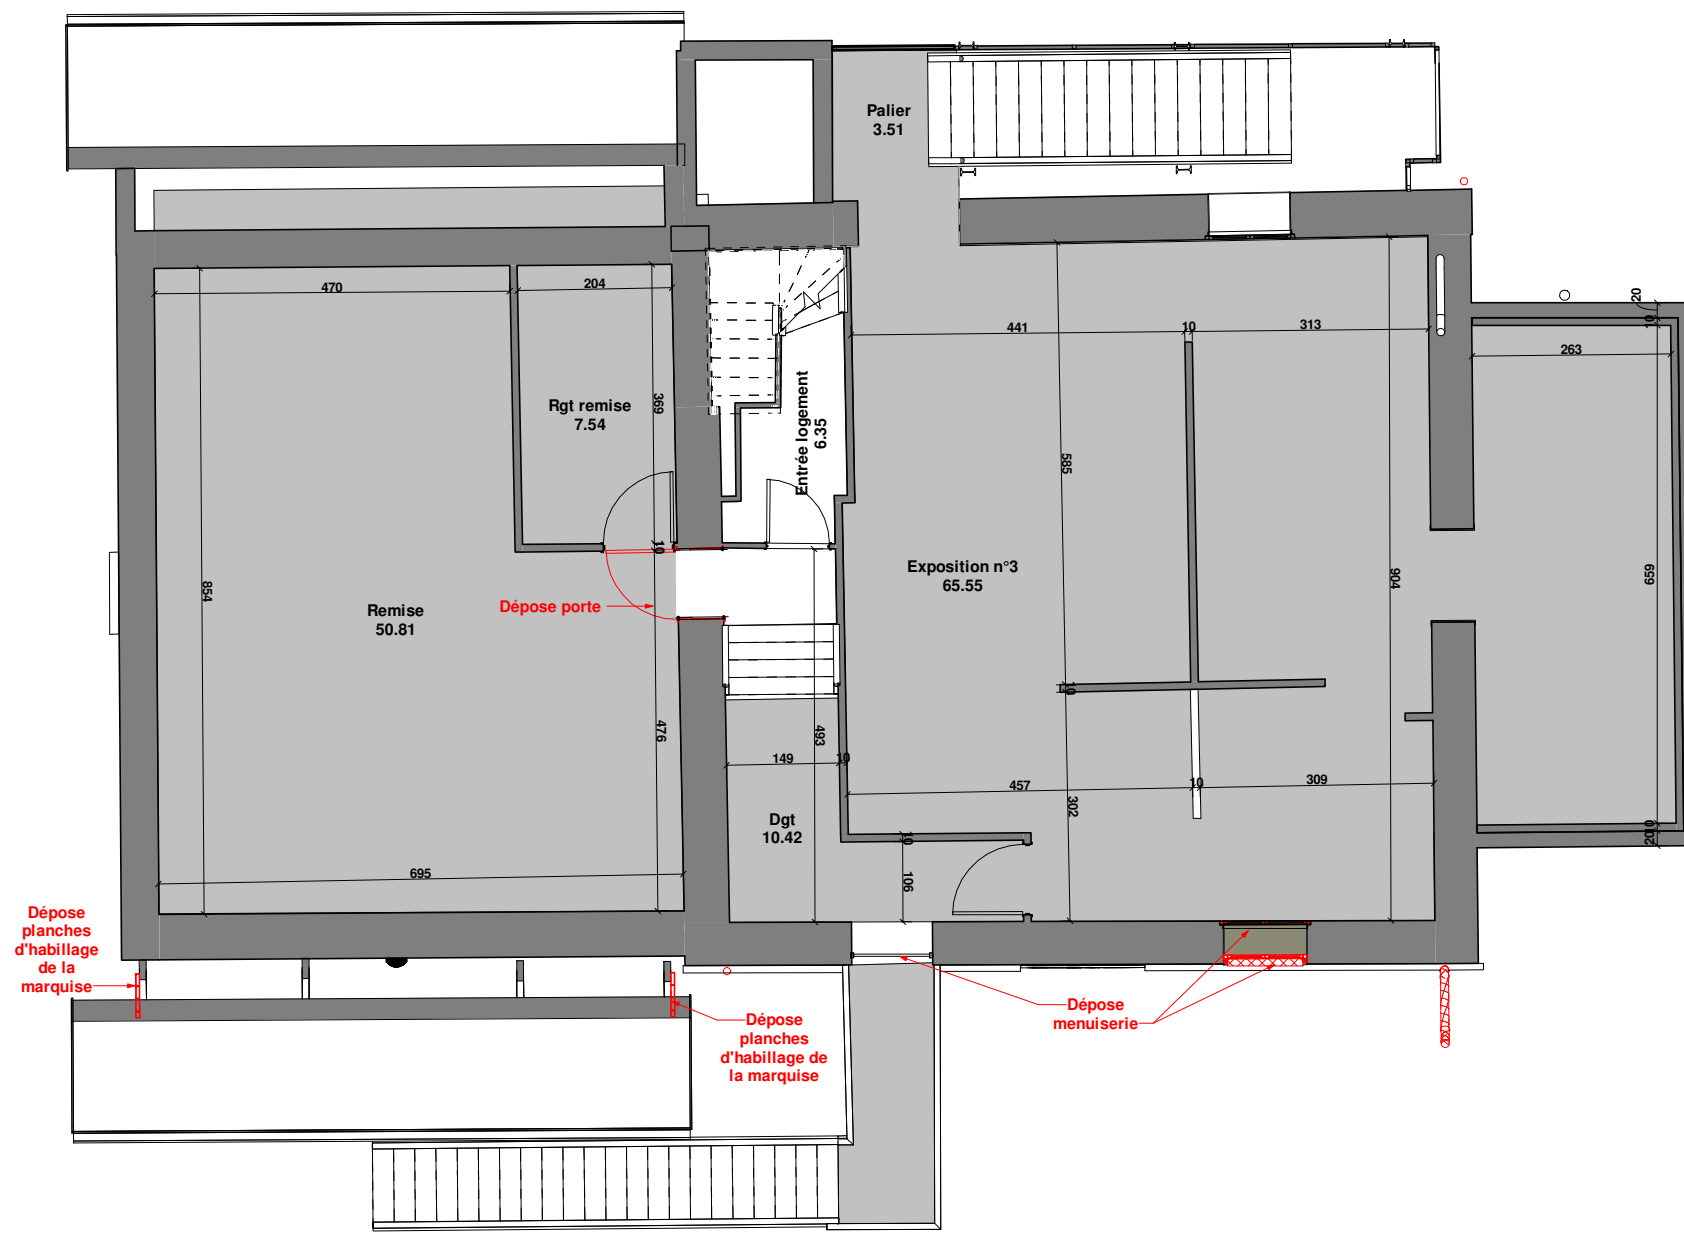 Palier
3.51
470
204
441
10
313
20
10
263
Rgt remise
7.54
369
Entrée logement
6.35
585
Exposition n°3
65.55
904
659
854
Remise
50.81
10
Dépose porte
476
493
149
10
10
457
10
309
302
Dgt
10.42
10
106
10
20
695
Dépose
planches
d'habillage
de la
marquise
Dépose
planches
d'habillage de
la marquise
Dépose
menuiserie